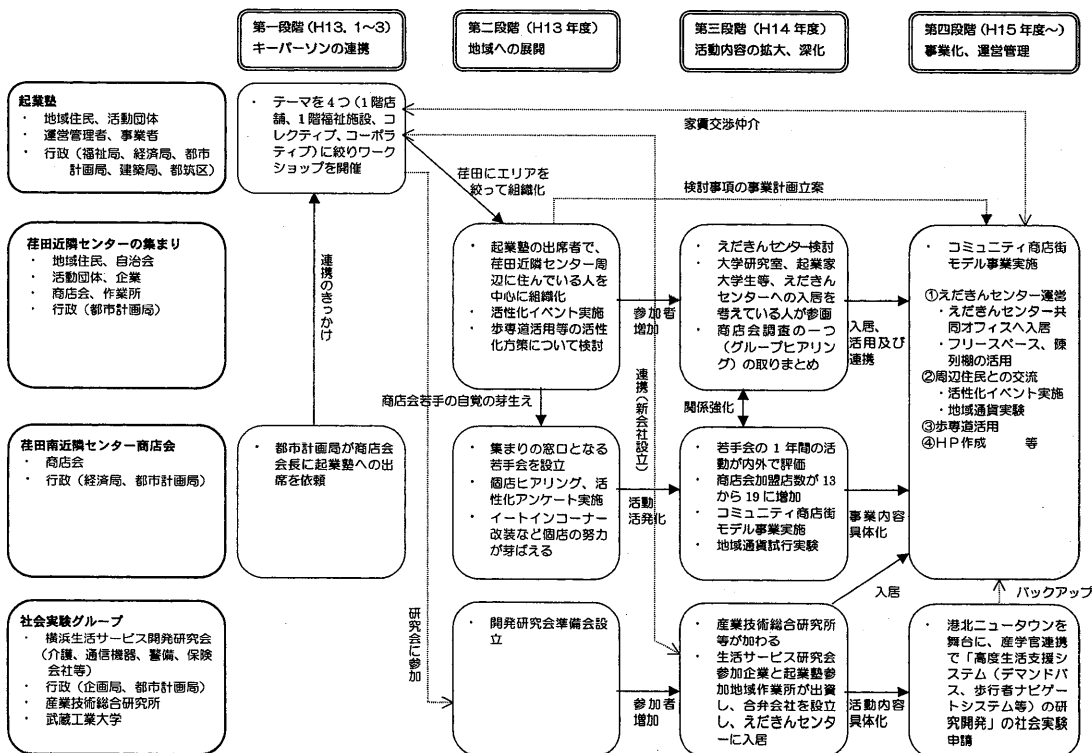 第一段階(H13．1～3)
キーパーソンの連携
第二段階(H13年度)
地域への展開
第三段階(H14年度)
活動内容の拡大、深化
第四段階(H15年度～)
事業化、運営管理
起業塾
・ 地域住民、活動団体
・ 運営管理者、事業者
・ 行政(福祉局、経済局、都市
計画局、建築局、都筑区)
・ テーマを4つ(1階店
舗、1階福祉施設、コ
レクティブ、コーポラ
ティブ)に絞りワーク
ショップを開催
家賃交渉仲介
荏田にエリアを
絞って組織化
検討事項の事業計画立案
荏田近隣センターの集まり
・ 地域住民、自治会
・ 活動団体、企業
・ 商店会、作業所
・ 行政(都市計画局)
連携のきっかけ
・ 起業塾の出席者で、
荏田近隣センター周
辺に住んでいる人を
中心に組織化
・ 活性化イベント実施
・ 歩専道活用等の活性
化方策について検討
参加者
増加
・ えだきんセンター検討
・ 大学研究室、起業家
大学生等、えだきん
センターへの入居を
考えている人が参画
・ 商店会調査の一つ
(グループヒアリン
グ)の取りまとめ
入居、
活用及び
連携
・ コミュニティ商店街
モデル事業実施
①えだきんセンター運営
・えだきんセンター共
同オフィスへ入居
・フリースペース、陳
列棚の活用
②周辺住民との交流
・活性化イベント実施
・地域通貨実験
③歩専道活用
④HP作成 等
商店会若手の自覚の芽生え
連携(新会社設立)
関係強化
荏田南近隣センター商店会
・ 商店会
・ 行政(経済局、都市計画局)
・ 都市計画局が商店会
会長に起業塾への出
席を依頼
・ 集まりの窓口となる
若手会を設立
・ 個店ヒアリング、活
性化アンケート実施
・ イートインコーナー
改装など個店の努力
が芽ばえる
活動
活発化
・ 若手会の1年間の活
動が内外で評価
・ 商店会加盟店数が13
から19に増加
・ コミュニティ商店街
モデル事業実施
・ 地域通貨試行実験
事業内容
具体化
入居
バックアップ
社会実験グループ
・ 横浜生活サービス開発研究会
(介護、通信機器、警備、保険
会社等)
・ 行政(企画局、都市計画局)
・ 産業技術総合研究所
・ 武蔵工業大学
研究会に参加
・ 開発研究会準備会設
立
参加者
増加
・ 産業技術総合研究所
等が加わる
・ 生活サービス研究会
参加企業と起業塾参
加地域作業所が出資
し、合弁会社を設立
し、えだきんセンタ
ーに入居
活動内容
具体化
・ 港北ニュータウンを
舞台に、産学官連携
で「高度生活支援シ
ステム(デマンドバ
ス、歩行者ナビゲー
トシステム等)の研
究開発」の社会実験
申請